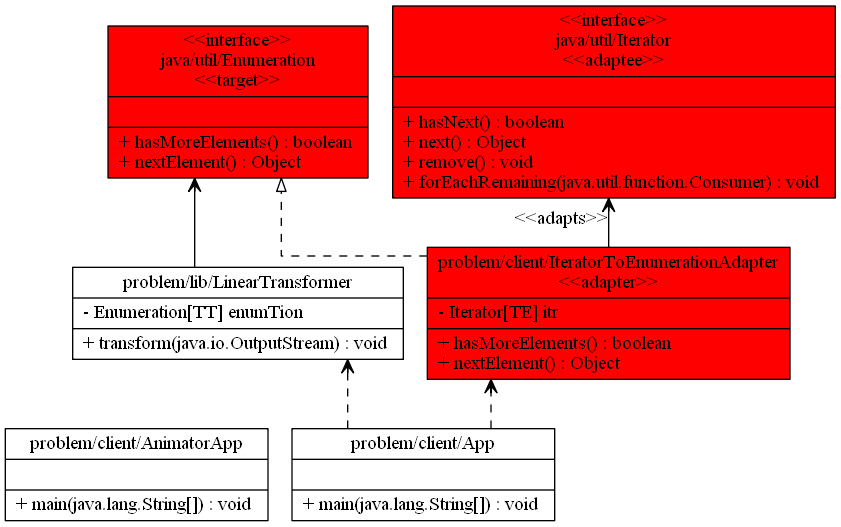 <<interface>>
java/util/Enumeration
<<target>>
+ hasMoreElements() : boolean
+ nextElement() : Object
<<interface>>
java/util/Iterator
<<adaptee>>
+ hasNext() : boolean
+ next() : Object
+ remove() : void
+ forEachRemaining(java.util.function.Consumer) : void
<<adapts>>
problem/lib/LinearTransformer
- Enumeration[TT] enumTion
+ transform(java.io.OutputStream) : void
problem/client/IteratorToEnumerationAdapter
<<adapter>>
- Iterator[TE] itr
+ hasMoreElements() : boolean
+ nextElement() : Object
problem/client/AnimatorApp
+ main(java.lang.String[]) : void
problem/client/App
+ main(java.lang.String[]) : void